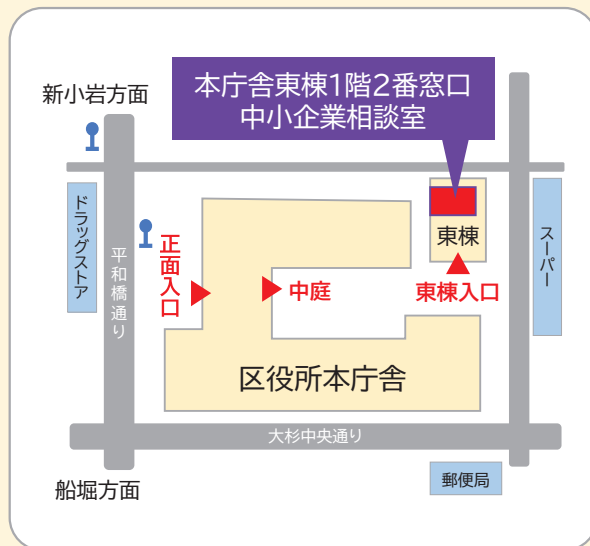 本庁舎東棟1階2番窓口
中小企業相談室
新小岩方面
ドラッグストア
平和橋通り
正面入口
中庭
東棟
東棟入口
スーパー
区役所本庁舎
大杉中央通り
船堀方面
郵便局